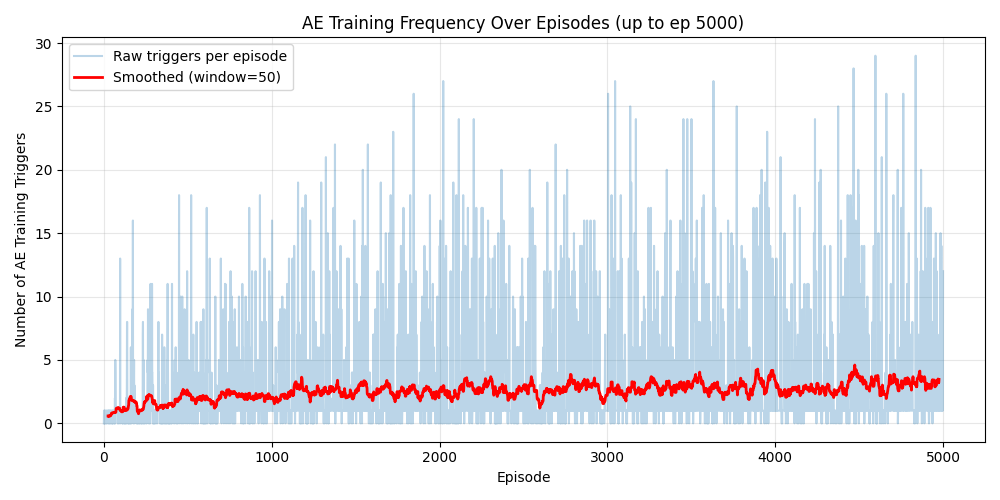 AE Training Frequency Over Episodes (up to ep 5000)
Raw triggers per episode
Smoothed (window=50)
Number of AE Training Triggers
30
25
20
15
10
5
0
0 1000 2000 3000 4000 5000
Episode